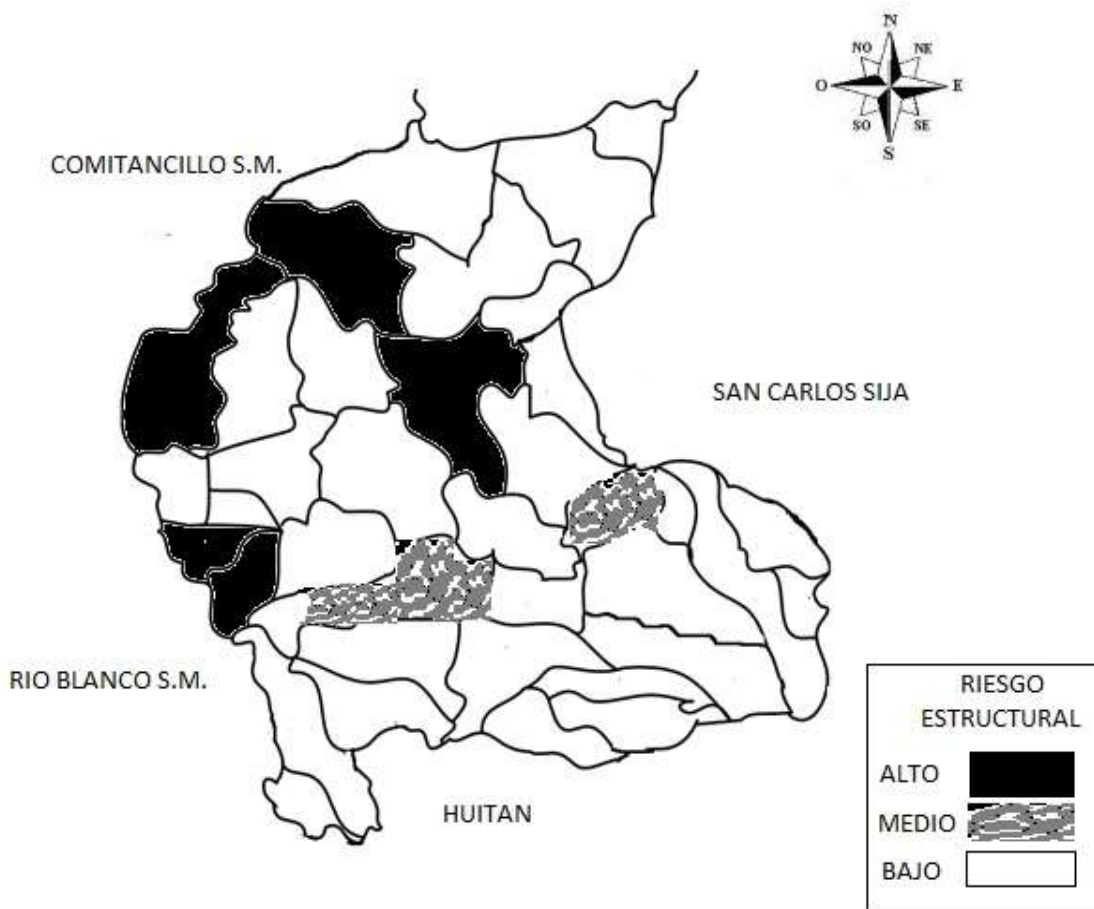 N
NO NE
O E
SO SE
S
COMITANCILLO S.M.
SAN CARLOS SIJA
RIO BLANCO S.M.
HUITAN
RIESGO
ESTRUCTURAL
ALTO
MEDIO
BAJO